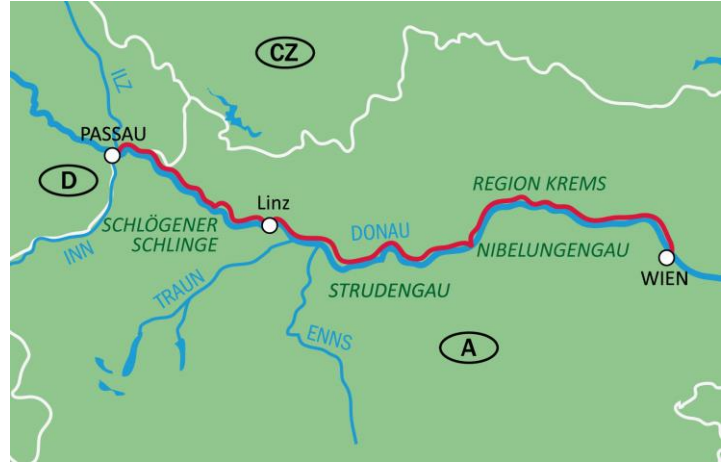 CZ
ILZ
PASSAU
D
REGION KREMS
Linz
SCHLÖGENER
SCHLINGE
DONAU
INN
NIBELUNGENGAU
WIEN
TRAUN
STRUDENGAU
ENNS
A